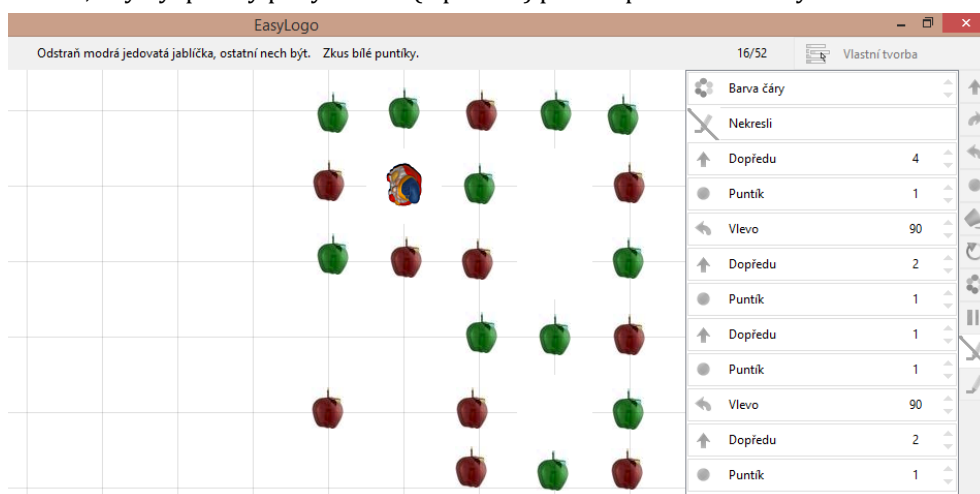 EasyLogo
Odstraň modrá jedovatá jablíčka, ostatní nech být. Zkus bílé puntíky.
16/52
Vlastní tvorba
Barva čáry
Nekresli
Dopředu 4
Puntík 1
Vlevo 90
Dopředu 2
Puntík 1
Dopředu 1
Puntík 1
Vlevo 90
Dopředu 2
Puntík 1